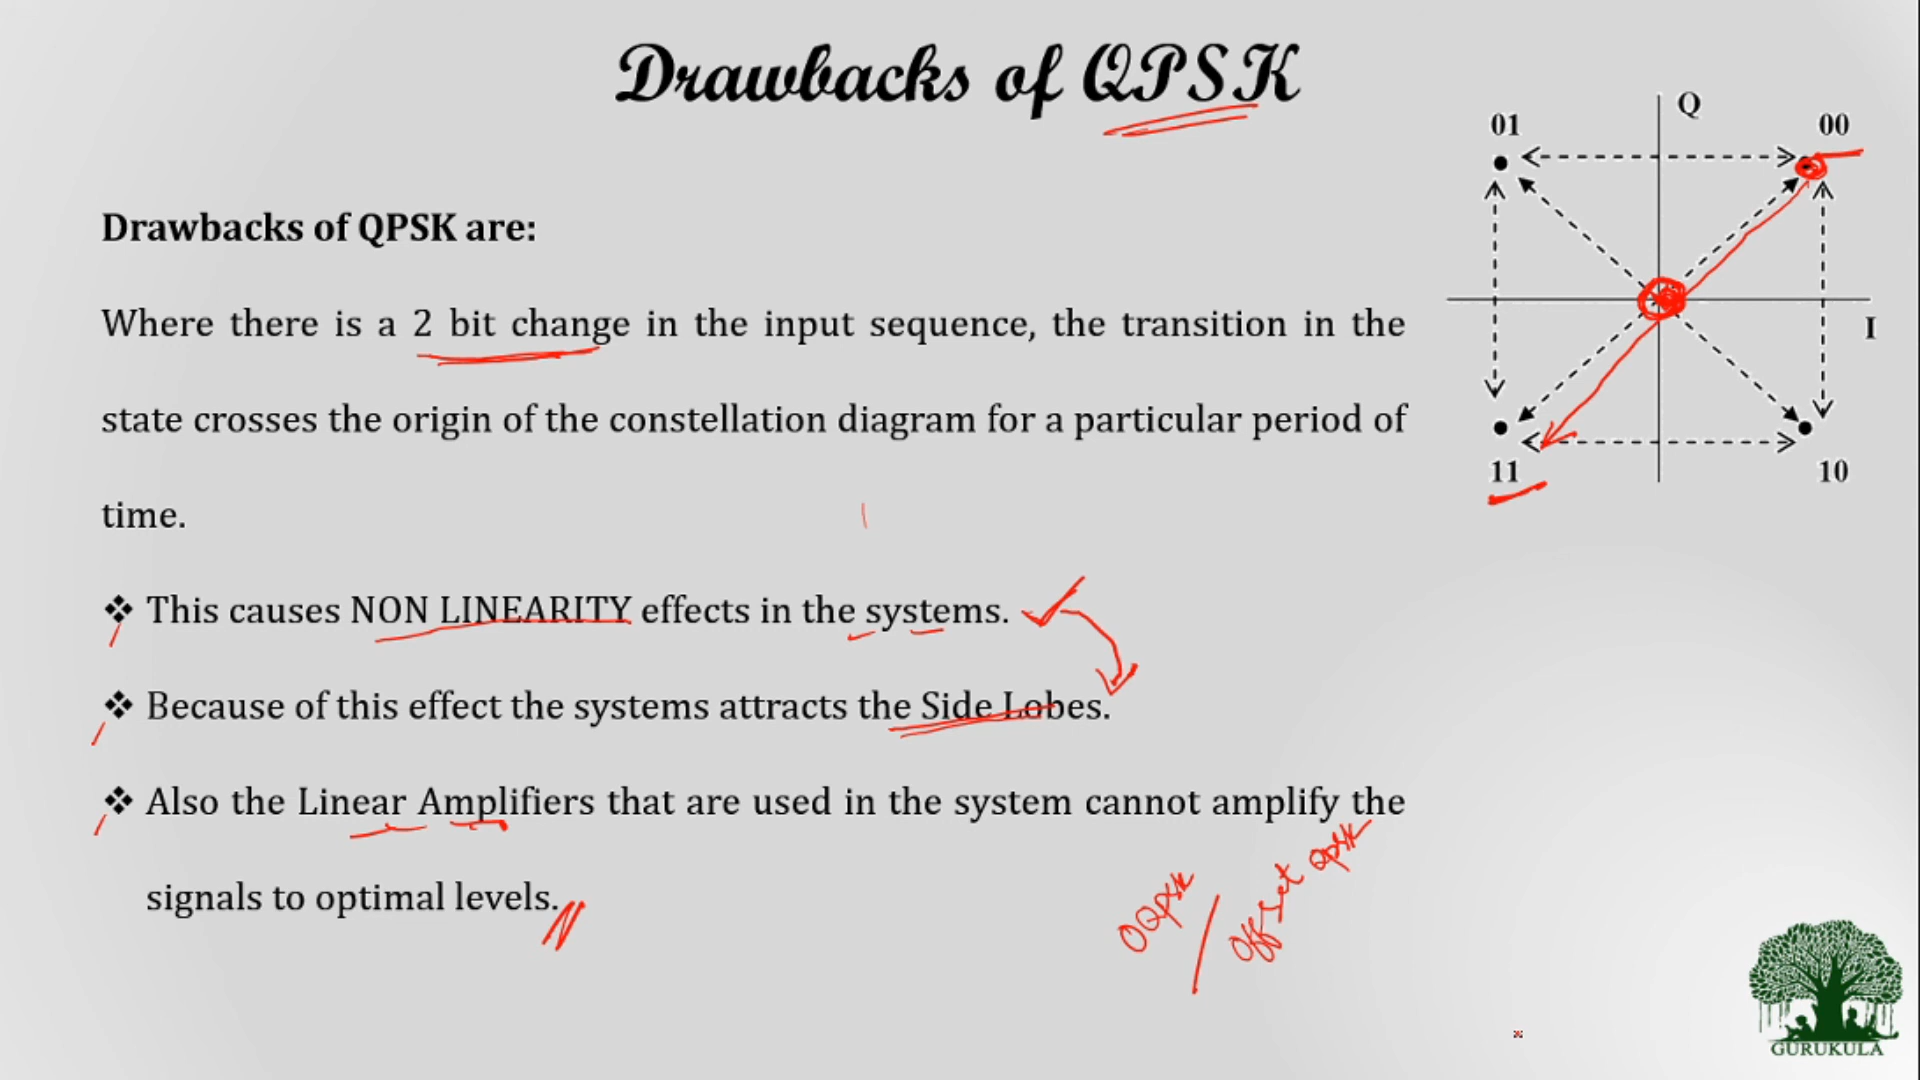 Drawbacks of QPSK
Q
01
00
I
11
10
Drawbacks of QPSK are:
Where there is a 2 bit change in the input sequence, the transition in the
state crosses the origin of the constellation diagram for a particular period of
time.
❖ This causes NON LINEARITY effects in the systems.
❖ Because of this effect the systems attracts the Side Lobes.
❖ Also the Linear Amplifiers that are used in the system cannot amplify the
signals to optimal levels.
OQPSK / Offset QPSK
GURUKULA